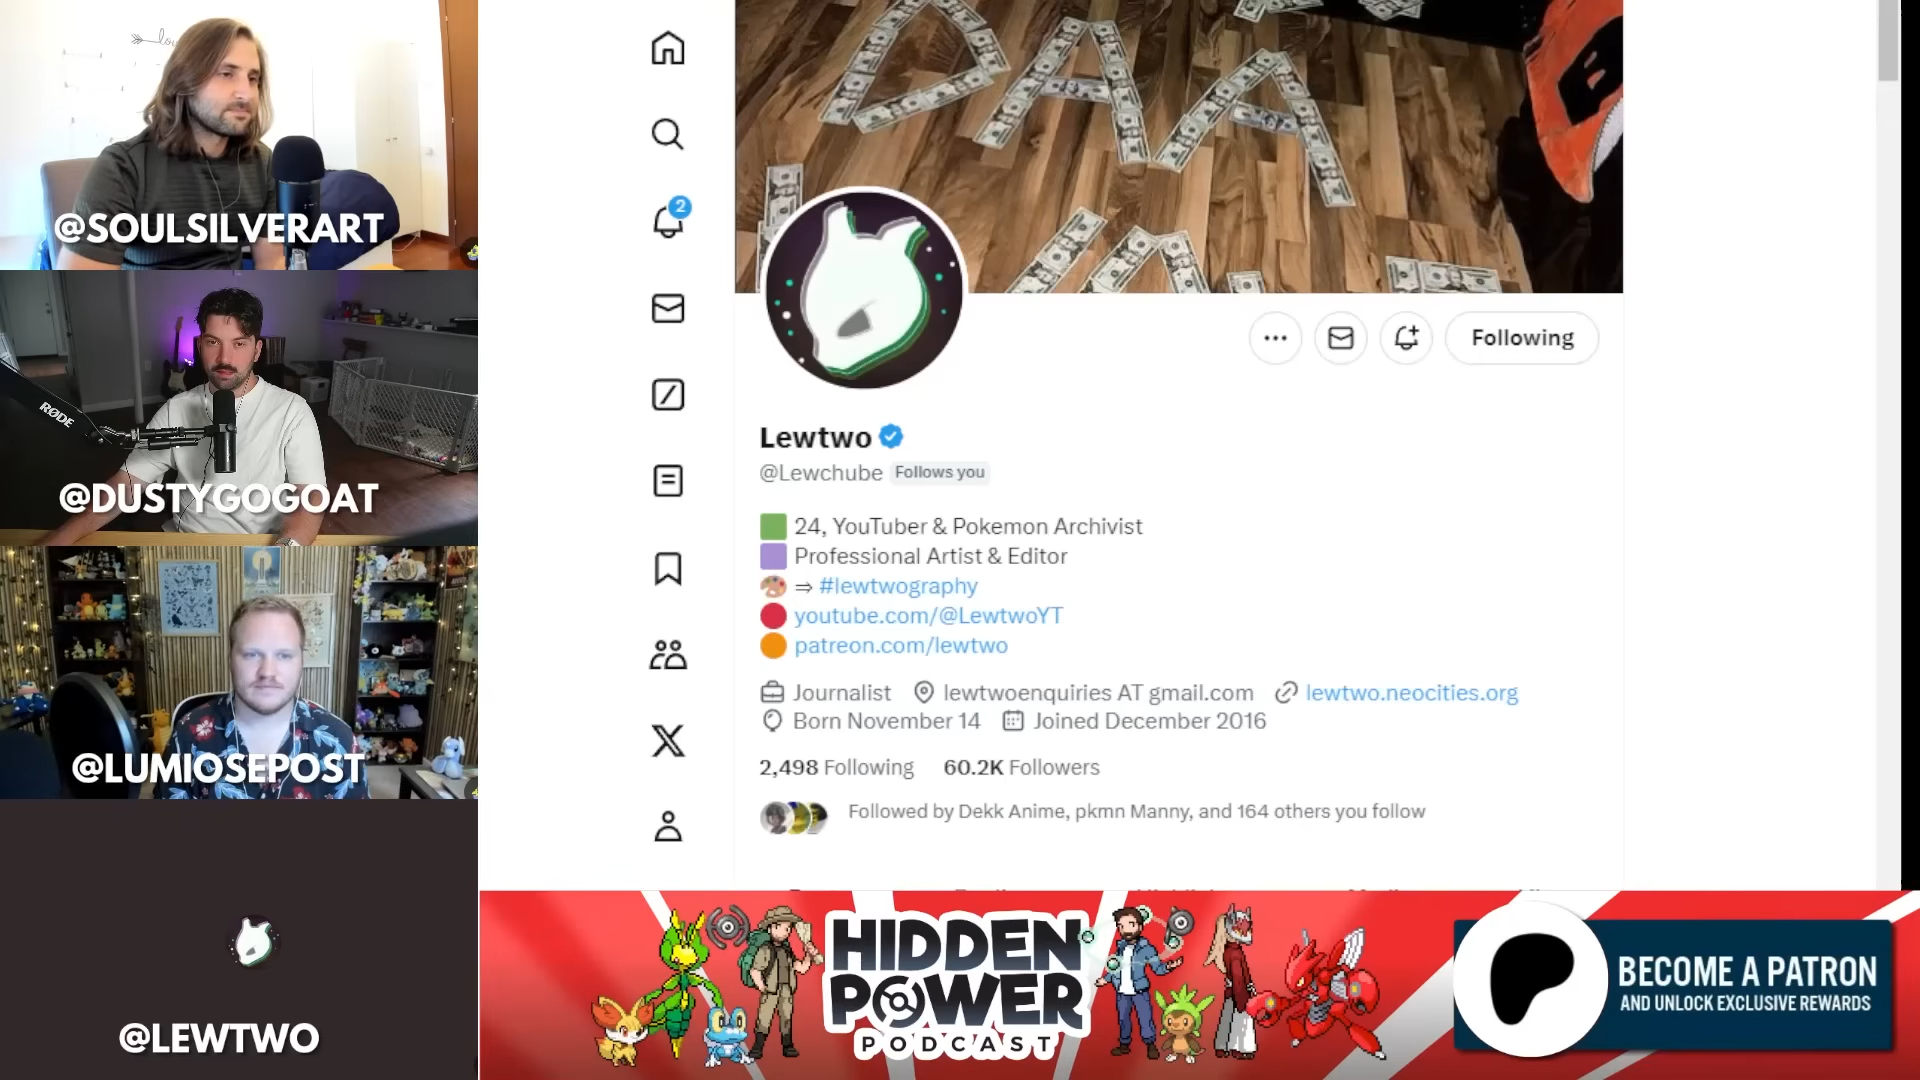 @SOULSILVERART
RØDE
@DUSTYGOGOAT
@LUMIOSEPOST
@LEWTWO
DAA
2
Following
Lewtwo
@Lewchube Follows you
24, YouTuber & Pokemon Archivist
Professional Artist & Editor
⇒ #lewtwography
youtube.com/@LewtwoYT
patreon.com/lewtwo
Journalist lewtwoenquiries AT gmail.com lewtwo.neocities.org
Born November 14 Joined December 2016
2,498 Following 60.2K Followers
Followed by Dekk Anime, pkmn Manny, and 164 others you follow
HIDDEN
POWER
PODCAST
BECOME A PATRON
AND UNLOCK EXCLUSIVE REWARDS